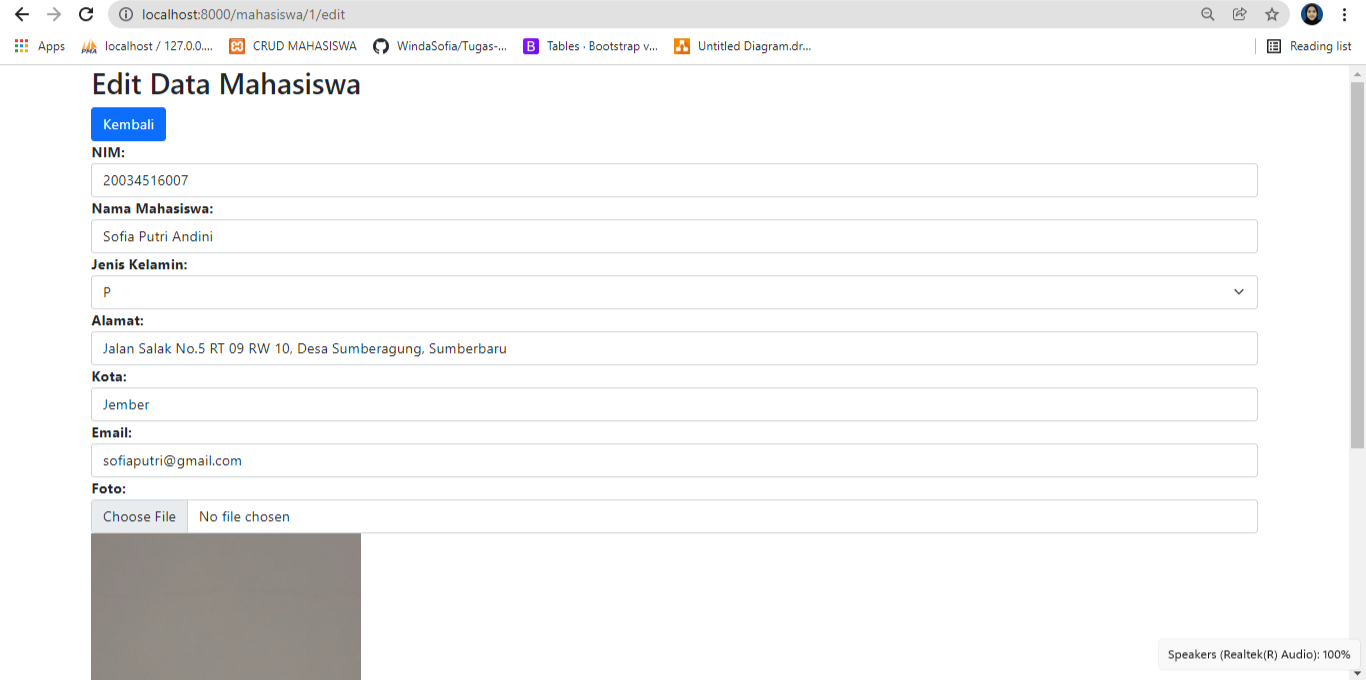 localhost:8000/mahasiswa/1/edit
Apps localhost / 127.0.0.... CRUD MAHASISWA WindaSofia/Tugas-... Tables · Bootstrap v... Untitled Diagram.dr... Reading list
Edit Data Mahasiswa
Kembali
NIM:
20034516007
Nama Mahasiswa:
Sofia Putri Andini
Jenis Kelamin:
P
Alamat:
Jalan Salak No.5 RT 09 RW 10, Desa Sumberagung, Sumberbaru
Kota:
Jember
Email:
sofiaputri@gmail.com
Foto:
Choose File No file chosen
Speakers (Realtek(R) Audio): 100%